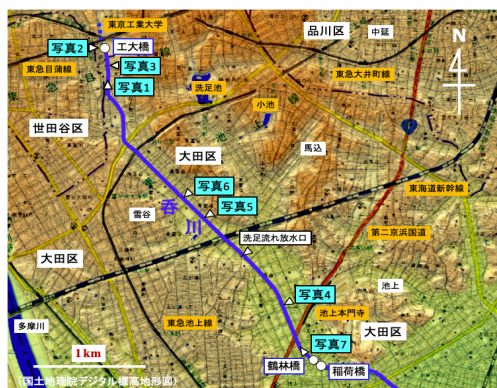 東京工業大学
品川区
中延
写真2
工大橋
N
東急目蒲線
写真3
東急大井町線
洗足池
写真1
小池
1
世田谷区
大田区
馬込
写真6
東海道新幹線
呑川
雪谷
写真5
第二京浜国道
洗足流れ放水口
大田区
池上
写真4
池上本門寺
多摩川
東急池上線
大田区
写真7
1km
鶴林橋
稲荷橋
(国土地理院デジタル標高地形図)